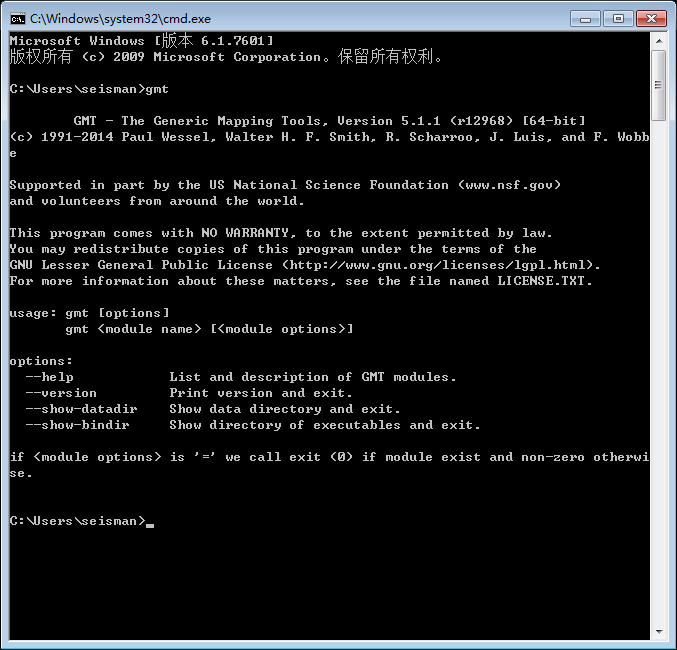 C:\Windows\system32\cmd.exe
Microsoft Windows [版本 6.1.7601]
版权所有 (c) 2009 Microsoft Corporation。保留所有权利。
C:\Users\seisman>gmt
GMT - The Generic Mapping Tools, Version 5.1.1 (r12968) [64-bit]
(c) 1991-2014 Paul Wessel, Walter H. F. Smith, R. Scharroo, J. Luis, and F. Wobb
e
Supported in part by the US National Science Foundation (www.nsf.gov)
and volunteers from around the world.
This program comes with NO WARRANTY, to the extent permitted by law.
You may redistribute copies of this program under the terms of the
GNU Lesser General Public License (http://www.gnu.org/licenses/lgpl.html).
For more information about these matters, see the file named LICENSE.TXT.
usage: gmt [options]
       gmt <module name> [<module options>]
options:
  --help            List and description of GMT modules.
  --version         Print version and exit.
  --show-datadir    Show data directory and exit.
  --show-bindir     Show directory of executables and exit.
if <module options> is '=' we call exit (0) if module exist and non-zero otherwi
se.
C:\Users\seisman>